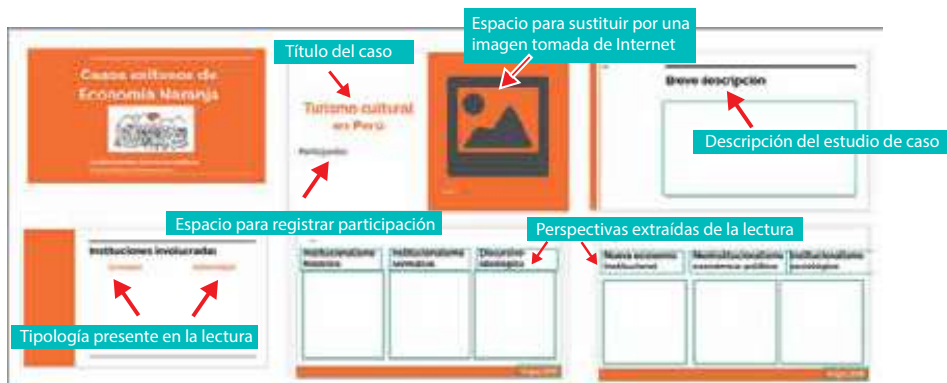 Espacio para sustituir por una
imagen tomada de Internet
Título del caso
Casos exitosos de
Economía Naranja
Turismo cultural
en Perú
Participantes
Breve descripción
Descripción del estudio de caso
Espacio para registrar participación
Perspectivas extraídas de la lectura
Instituciones involucradas
Tipología presente en la lectura
Institucionalismo
histórico
Institucionalismo
normativo
Discursivo
ideológico
Nueva economía
institucional
Neoinstitucionalismo
económico-político
Institucionalismo
sociológico